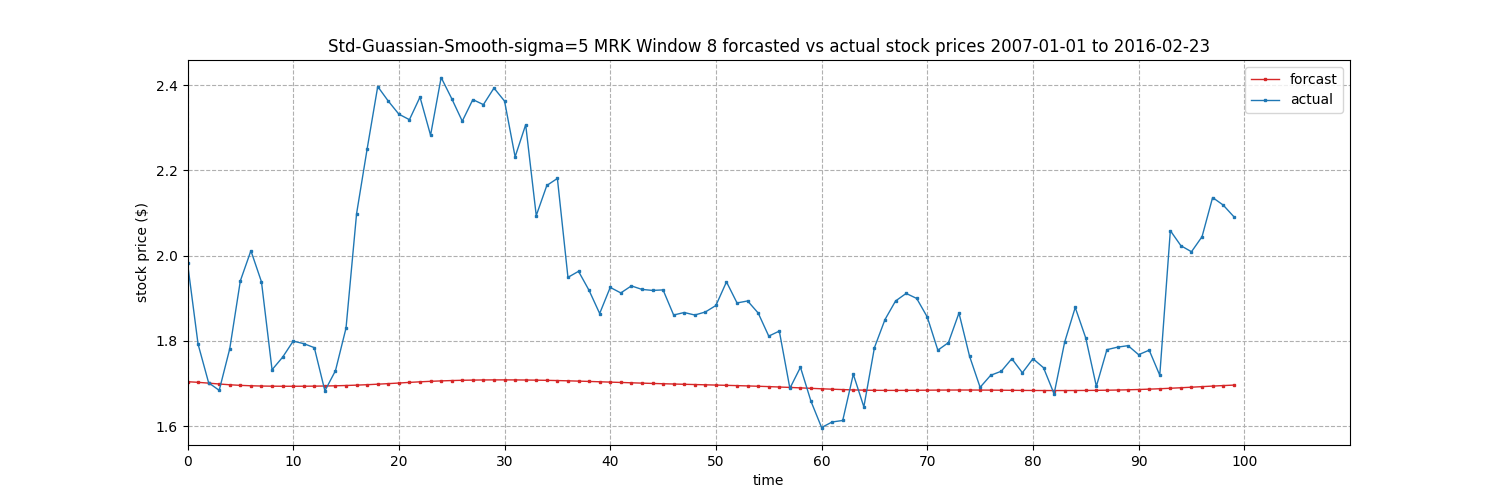 Std-Guassian-Smooth-sigma=5 MRK Window 8 forcasted vs actual stock prices 2007-01-01 to 2016-02-23
forcast
actual
stock price ($)
2.4
2.2
2.0
1.8
1.6
0 10 20 30 40 50 60 70 80 90 100
time